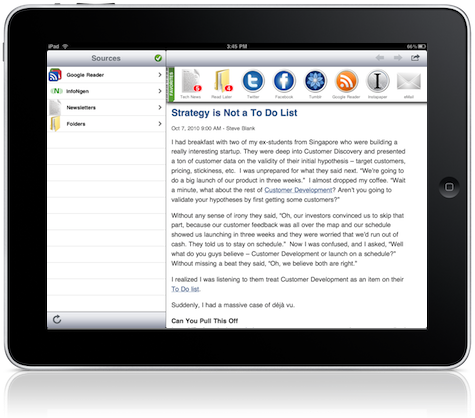 iPad
3:45 PM
66%
Sources
Google Reader
InfoNgen
Newsletters
Folders
FAVORITES
5
4
Tech News
Read Later
Twitter
Facebook
Tumblr
Google Reader
Instapaper
eMail
Strategy is Not a To Do List
Oct 7, 2010 9:00 AM - Steve Blank
I had breakfast with two of my ex-students from Singapore who were building a
really interesting startup. They were deep into Customer Discovery and presented
a ton of customer data on the validity of their initial hypothesis – target customers,
pricing, stickiness, etc. I was unprepared for what they said next. "We're going to
do a big launch of our product in three weeks." I almost dropped my coffee. "Wait
a minute, what about the rest of Customer Development? Aren't you going to
validate your hypotheses by first getting some customers?"
Without any sense of irony they said, "Oh, our investors convinced us to skip that
part, because our customer feedback was all over the map and our schedule
showed us launching in three weeks and they were worried that we'd run out of
cash. They told us to stay on schedule." Now I was confused, and I asked, "Well
what do you guys believe – Customer Development or launch on a schedule?"
Without missing a beat they said, "Oh, we believe both are right."
I realized I was listening to them treat Customer Development as an item on their
To Do list.
Suddenly, I had a massive case of déjà vu.
Can You Pull This Off